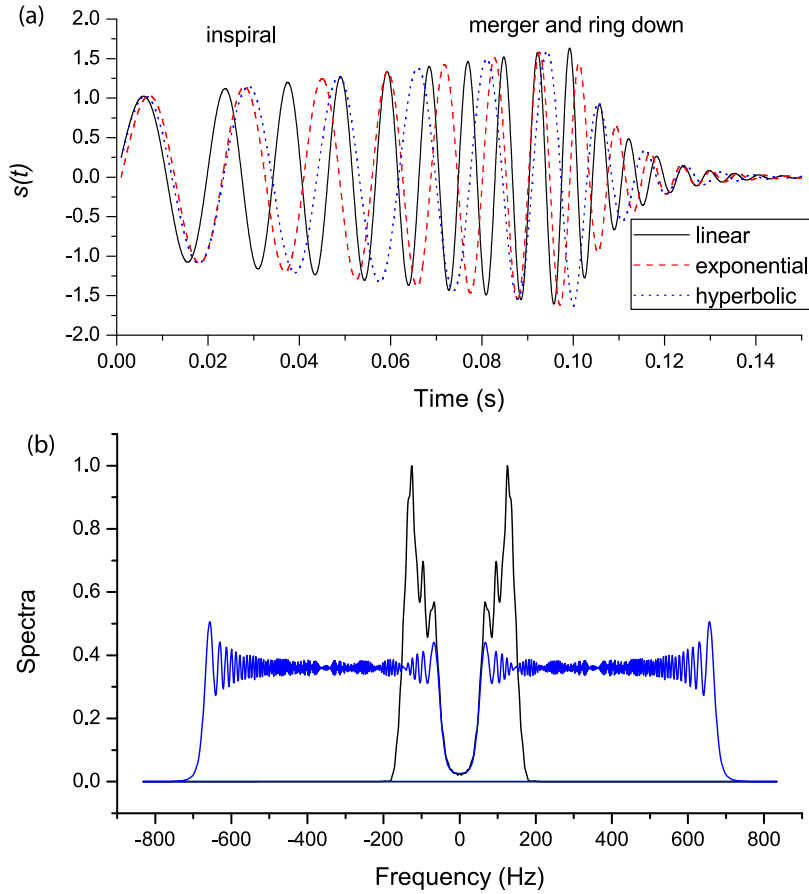 (a)
inspiral
merger and ring down
2.0
1.5
1.0
0.5
0.0
-0.5
-1.0
-1.5
-2.0
s(t)
linear
exponential
hyperbolic
0.00 0.02 0.04 0.06 0.08 0.10 0.12 0.14
Time (s)
(b)
1.0
0.8
0.6
0.4
0.2
0.0
Spectra
-800 -600 -400 -200 0 200 400 600 800
Frequency (Hz)